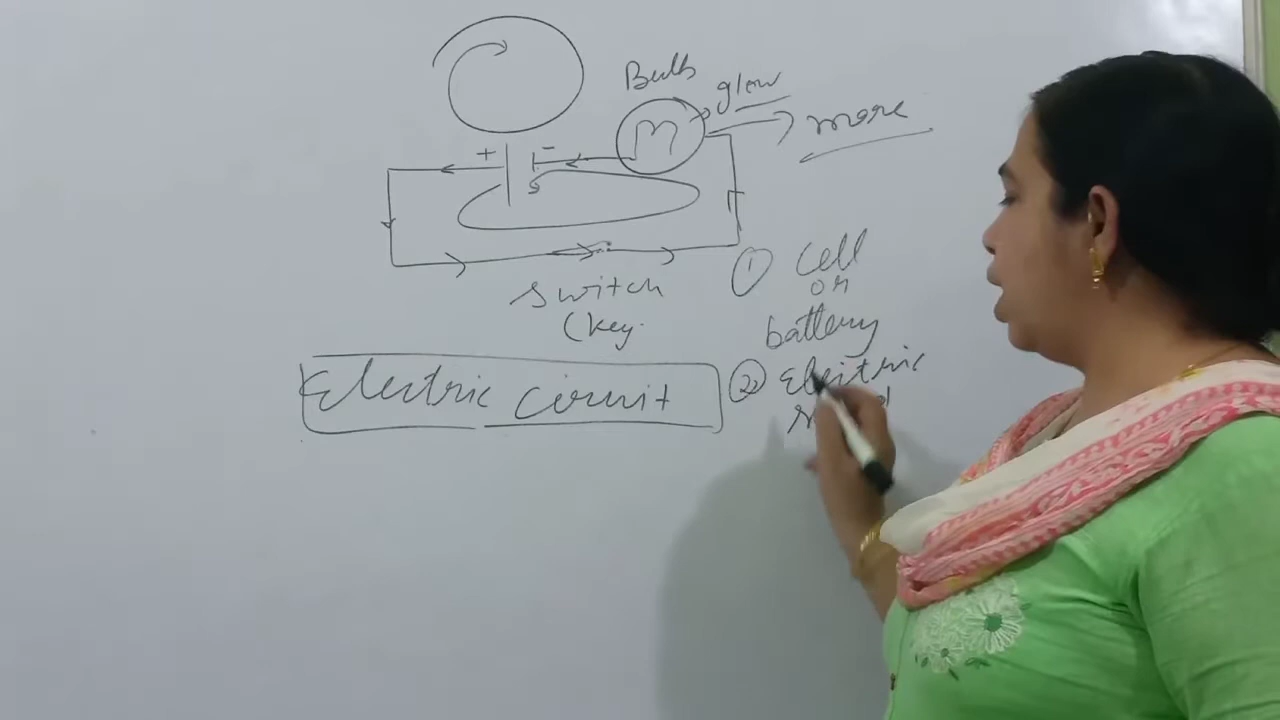 Bulb
glow
more
+ -
S
switch
(key.
① Cell
or
battery
② Electric
Electric circuit